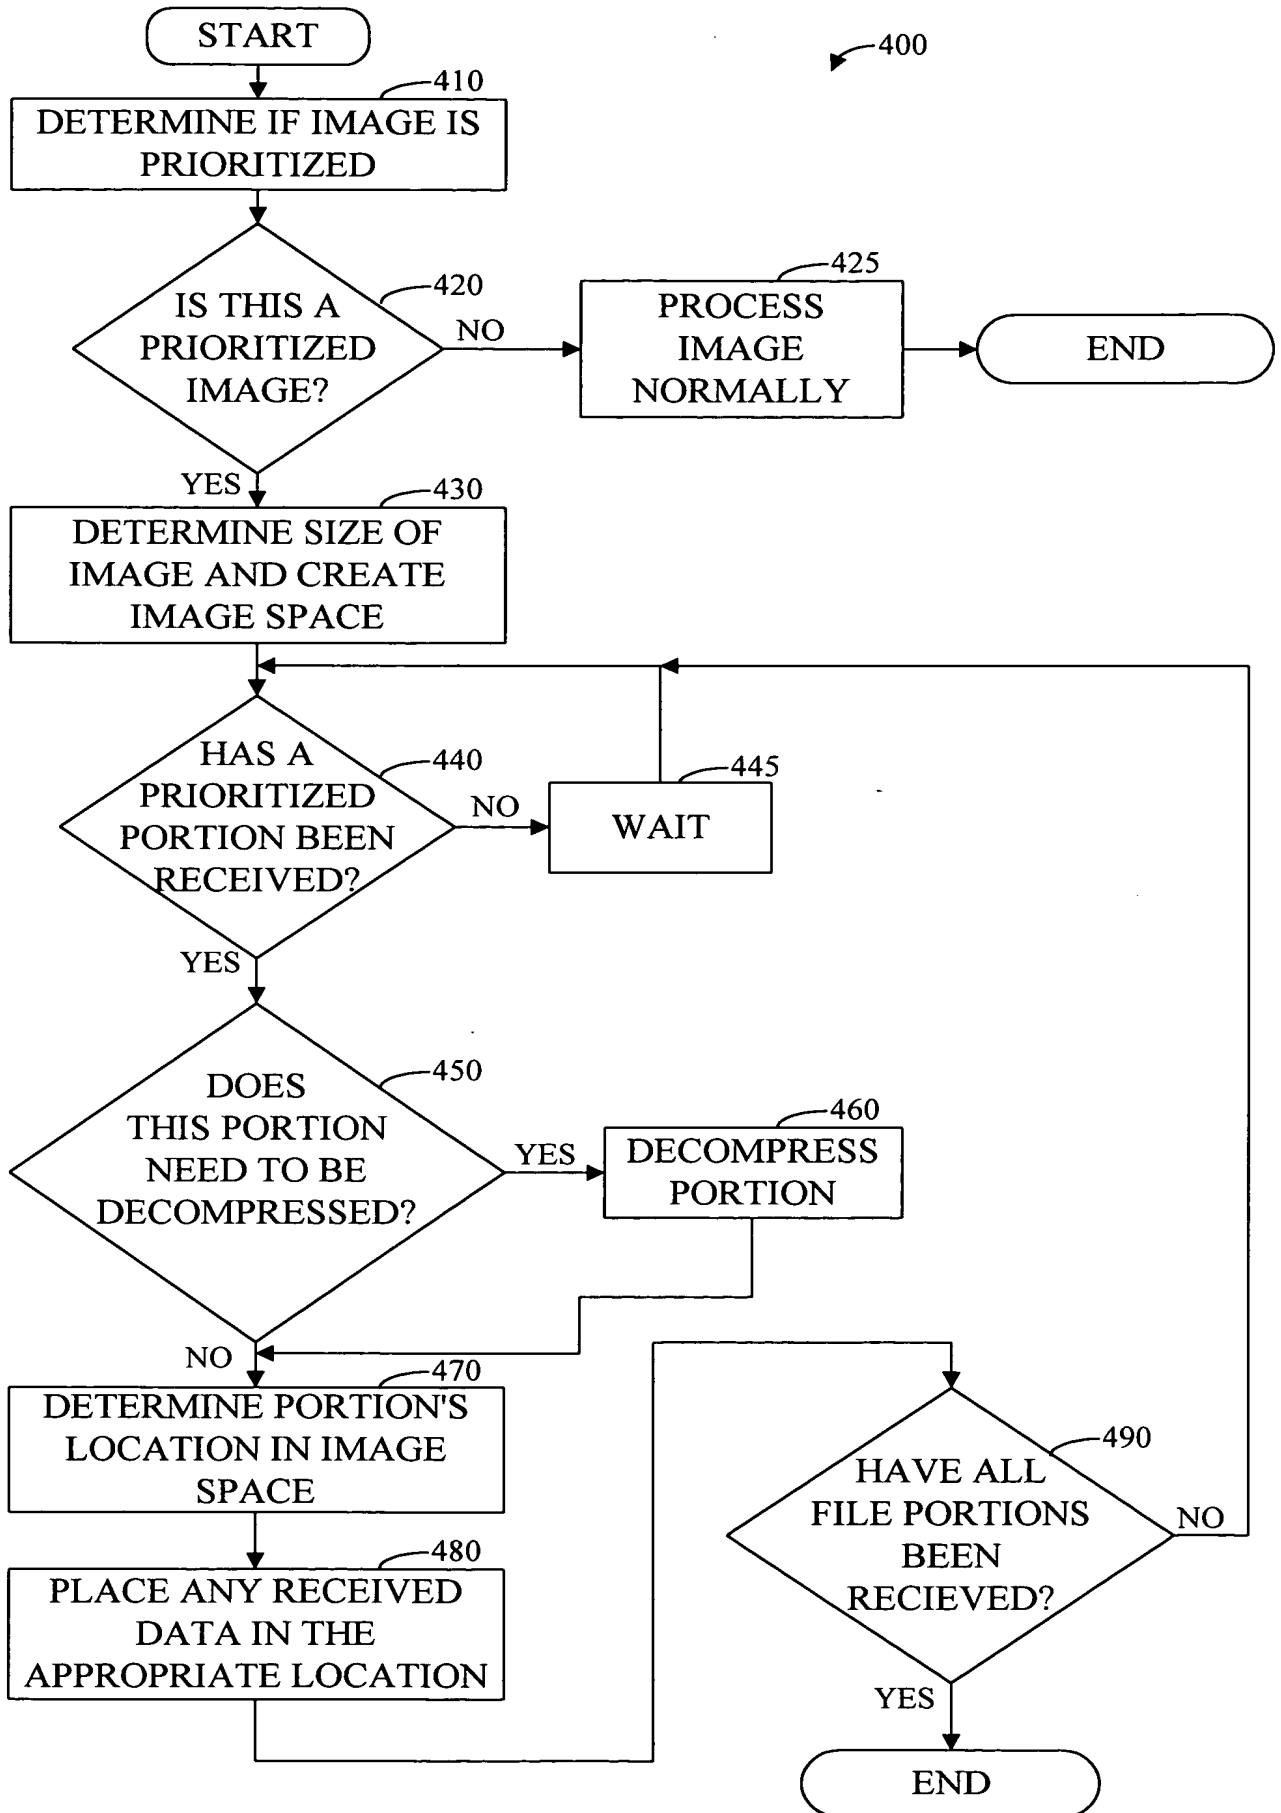 START
400
410
DETERMINE IF IMAGE IS
PRIORITIZED
420
IS THIS A
PRIORITIZED
IMAGE?
NO
425
PROCESS
IMAGE
NORMALLY
END
YES
430
DETERMINE SIZE OF
IMAGE AND CREATE
IMAGE SPACE
440
HAS A
PRIORITIZED
PORTION BEEN
RECEIVED?
NO
445
WAIT
YES
450
DOES
THIS PORTION
NEED TO BE
DECOMPRESSED?
YES
460
DECOMPRESS
PORTION
NO
470
DETERMINE PORTION'S
LOCATION IN IMAGE
SPACE
480
PLACE ANY RECEIVED
DATA IN THE
APPROPRIATE LOCATION
490
HAVE ALL
FILE PORTIONS
BEEN
RECIEVED?
NO
YES
END